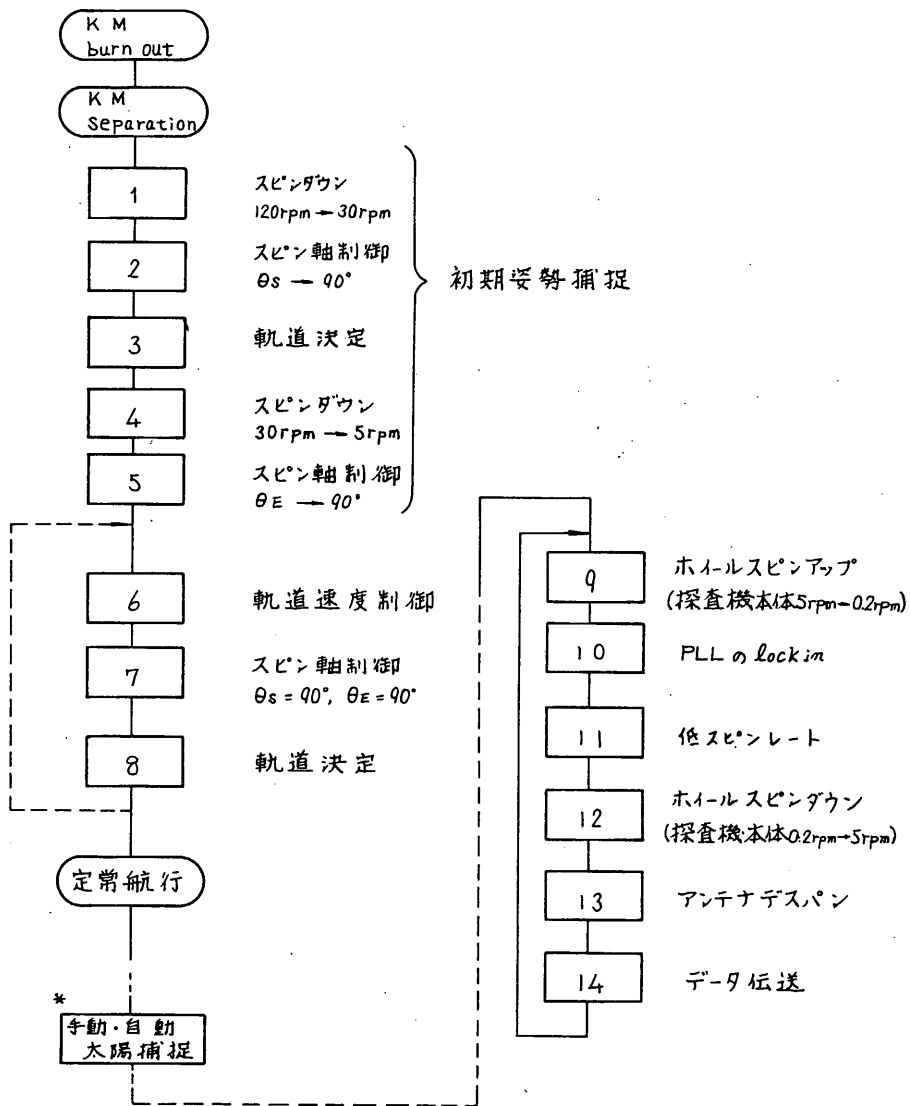 KM
burn out
KM
separation
1
スピンダウン
120rpm→30rpm
2
スピン軸制御
θs → 90°
3
軌道決定
4
スピンダウン
30rpm → 5rpm
5
スピン軸制御
θE → 90°
初期姿勢捕捉
6
軌道速度制御
7
スピン軸制御
θs = 90°, θE = 90°
8
軌道決定
定常航行
*
手動・自動
太陽捕捉
9
ホイールスピンアップ
(探査機本体5rpm−0.2rpm)
10
PLLのlock in
11
低スピンレート
12
ホイールスピンダウン
(探査機本体0.2rpm→5rpm)
13
アンテナデスパン
14
データ伝送